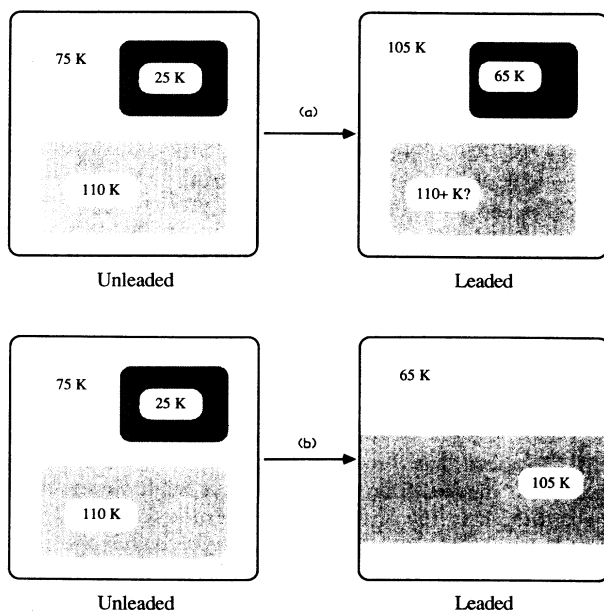 75 K
25 K
110 K
Unleaded
(a)
105 K
65 K
110+ K?
Leaded
75 K
25 K
110 K
Unleaded
(b)
65 K
105 K
Leaded